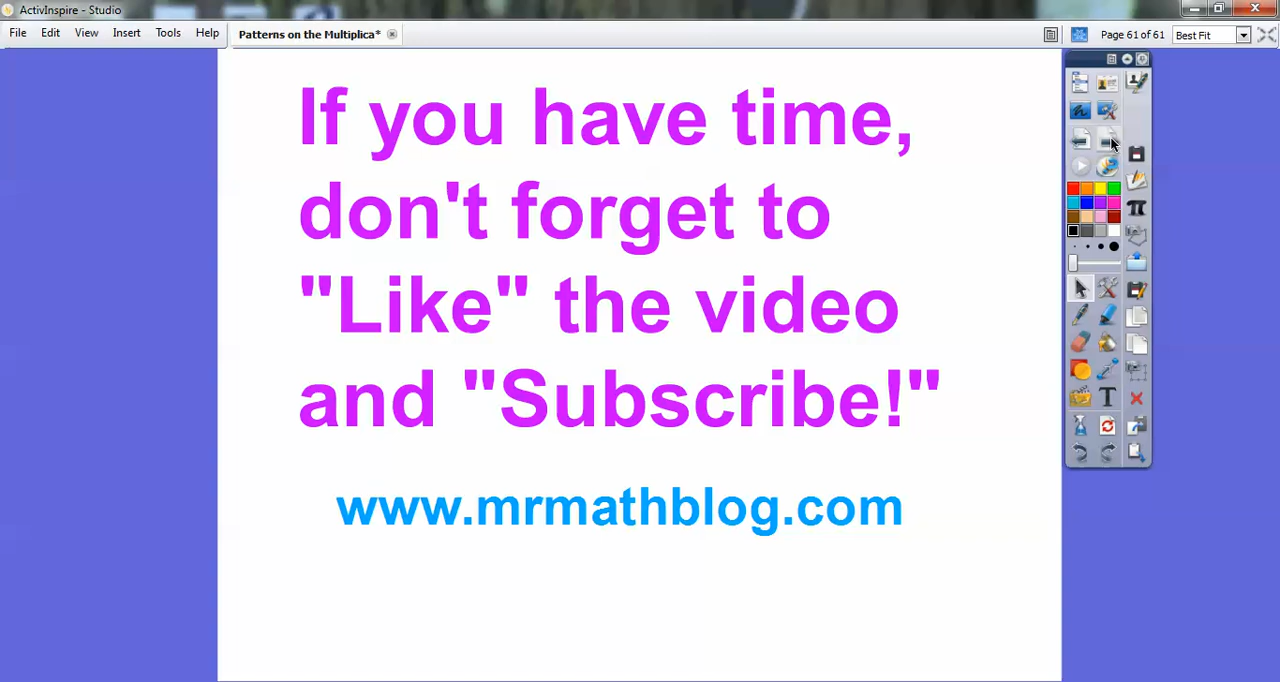 ActivInspire - Studio
File Edit View Insert Tools Help Patterns on the Multiplica* Page 61 of 61 Best Fit
If you have time,
don't forget to
"Like" the video
and "Subscribe!"
www.mrmathblog.com